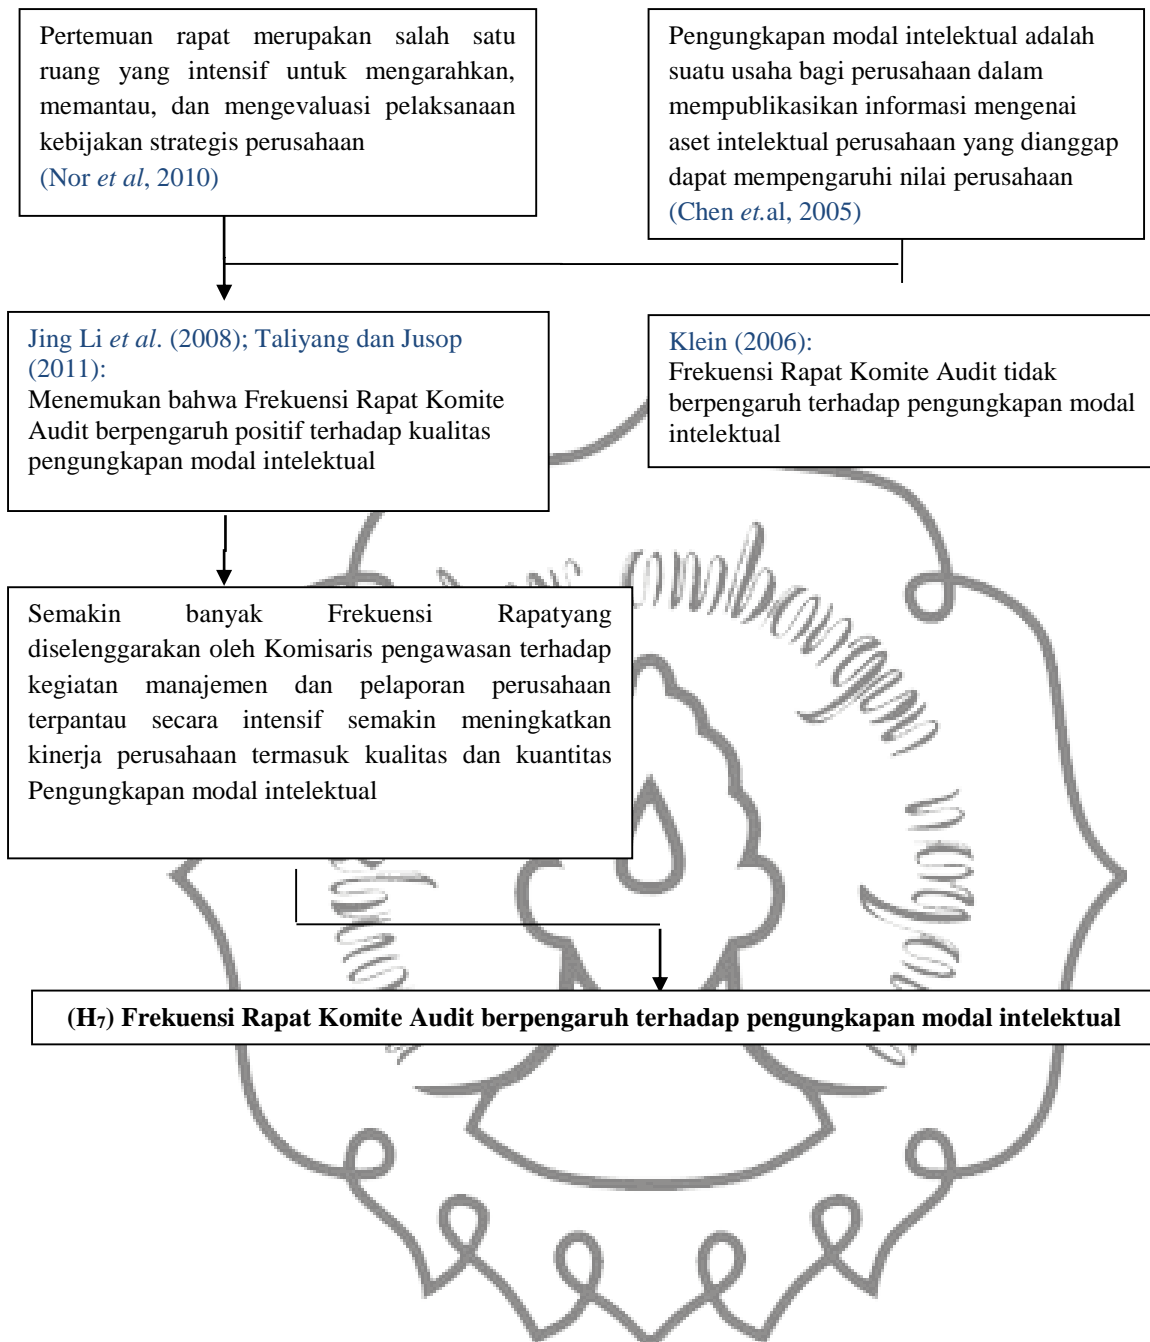 Pertemuan rapat merupakan salah satu
ruang yang intensif untuk mengarahkan,
memantau, dan mengevaluasi pelaksanaan
kebijakan strategis perusahaan
(Nor et al, 2010)
Pengungkapan modal intelektual adalah
suatu usaha bagi perusahaan dalam
mempublikasikan informasi mengenai
aset intelektual perusahaan yang dianggap
dapat mempengaruhi nilai perusahaan
(Chen et.al, 2005)
Jing Li et al. (2008); Taliyang dan Jusop
(2011):
Menemukan bahwa Frekuensi Rapat Komite
Audit berpengaruh positif terhadap kualitas
pengungkapan modal intelektual
Klein (2006):
Frekuensi Rapat Komite Audit tidak
berpengaruh terhadap pengungkapan modal
intelektual
Semakin banyak Frekuensi Rapatyang
diselenggarakan oleh Komisaris pengawasan terhadap
kegiatan manajemen dan pelaporan perusahaan
terpantau secara intensif semakin meningkatkan
kinerja perusahaan termasuk kualitas dan kuantitas
Pengungkapan modal intelektual
(H₇) Frekuensi Rapat Komite Audit berpengaruh terhadap pengungkapan modal intelektual